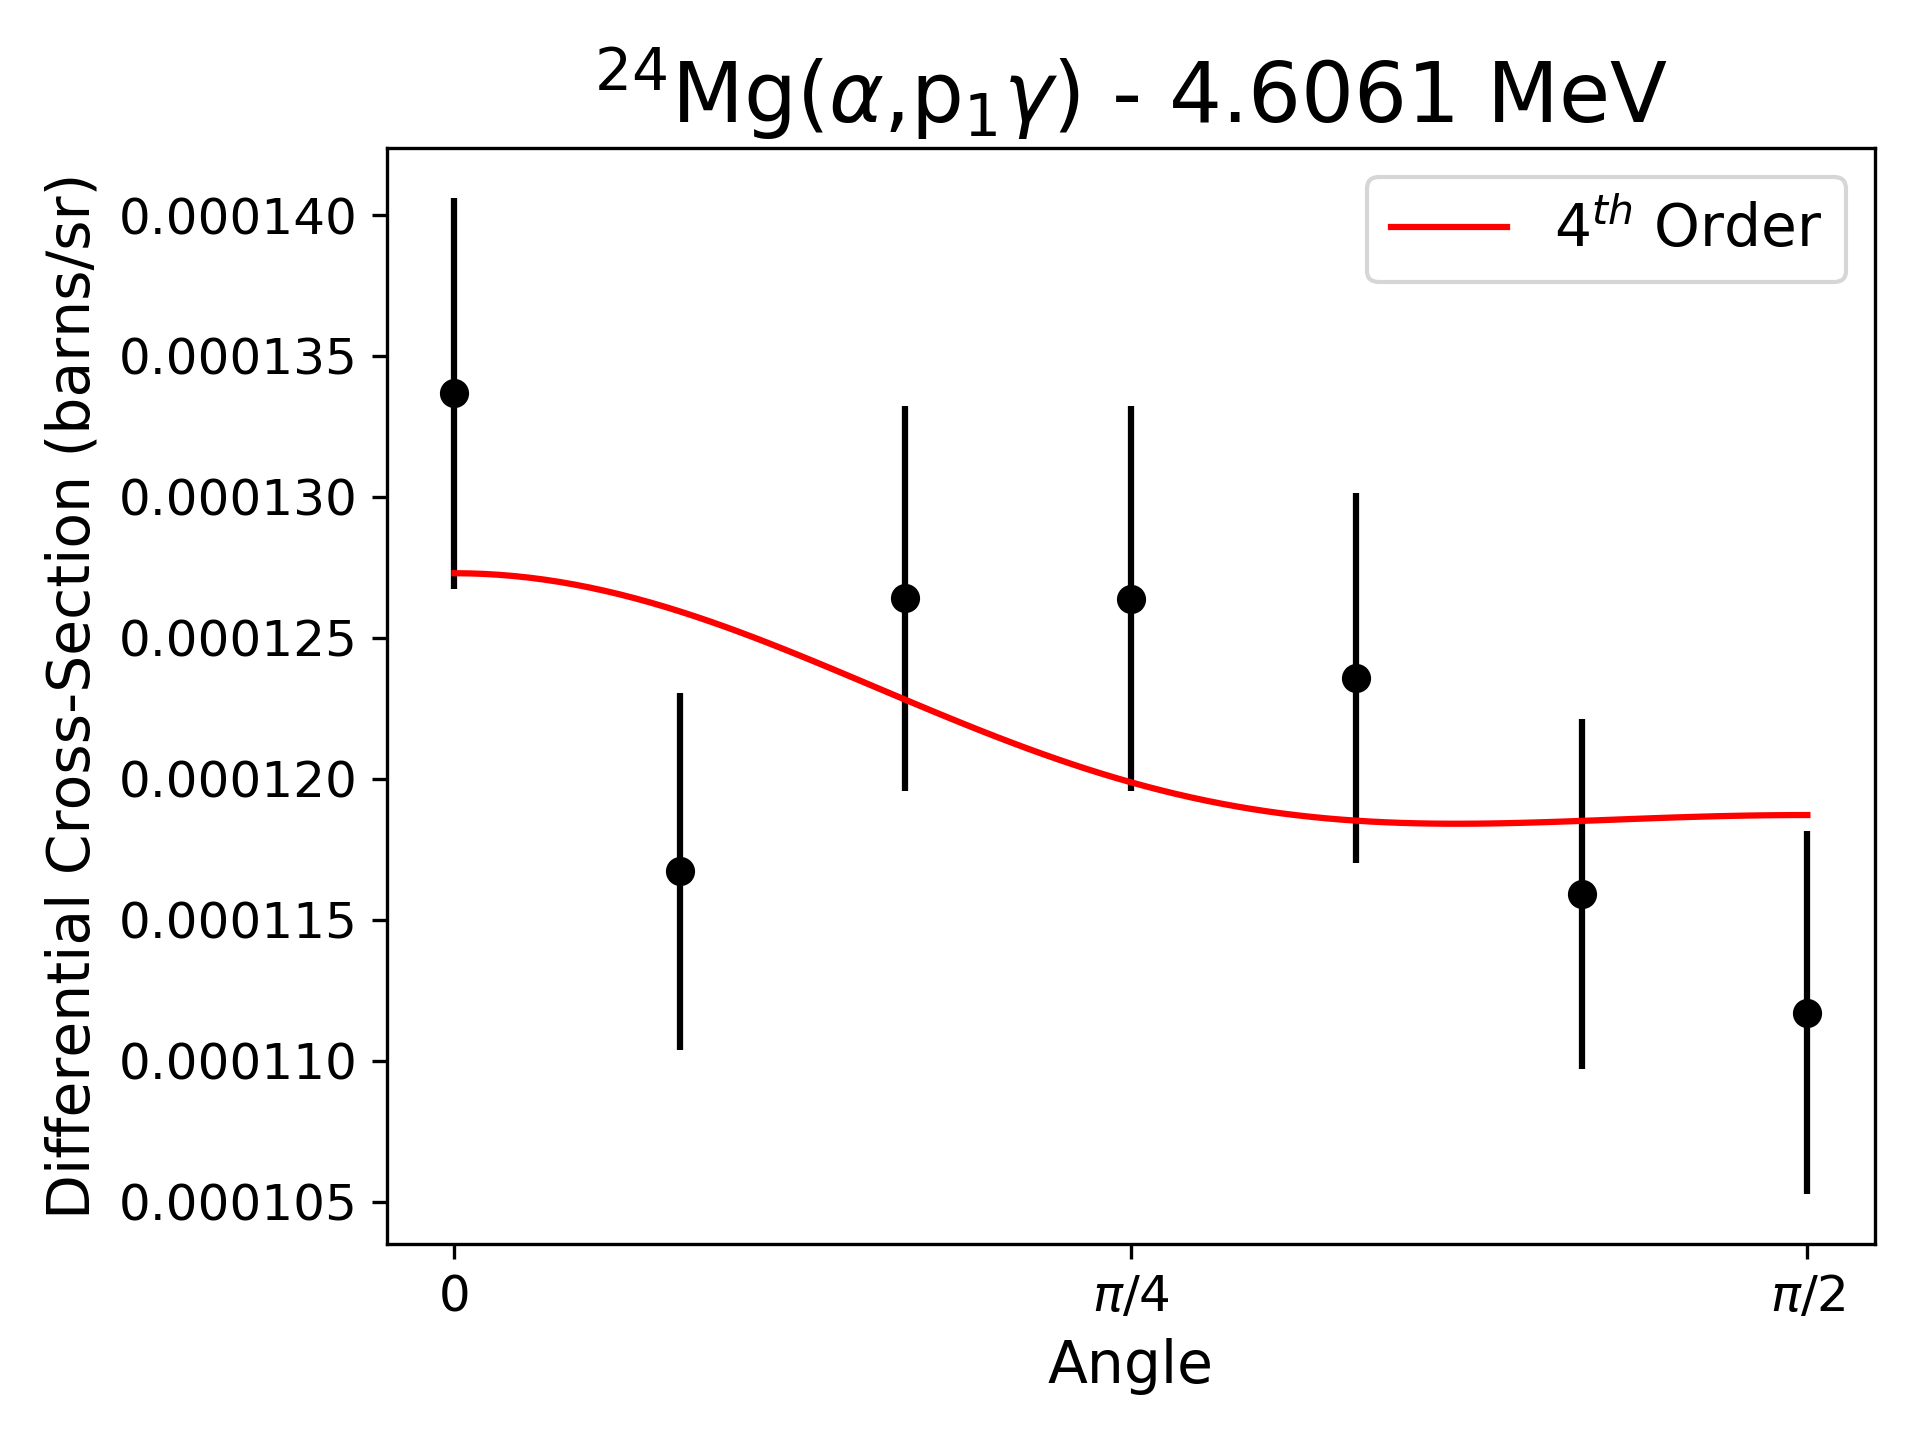 ²⁴Mg(α,p₁γ) - 4.6061 MeV
4ᵗʰ Order
Differential Cross-Section (barns/sr)
0.000140
0.000135
0.000130
0.000125
0.000120
0.000115
0.000110
0.000105
0
π/4
π/2
Angle